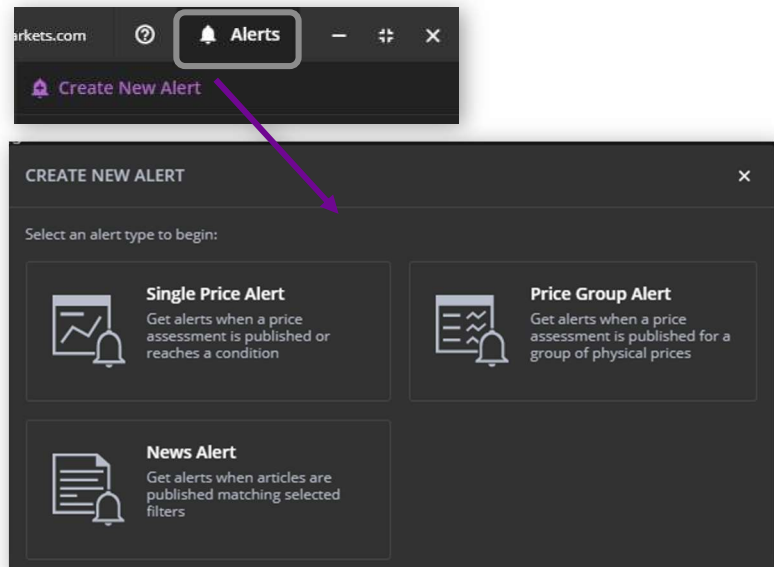 arkets.com
Alerts
Create New Alert
CREATE NEW ALERT
Select an alert type to begin:
Single Price Alert
Get alerts when a price
assessment is published or
reaches a condition
Price Group Alert
Get alerts when a price
assessment is published for a
group of physical prices
News Alert
Get alerts when articles are
published matching selected
filters